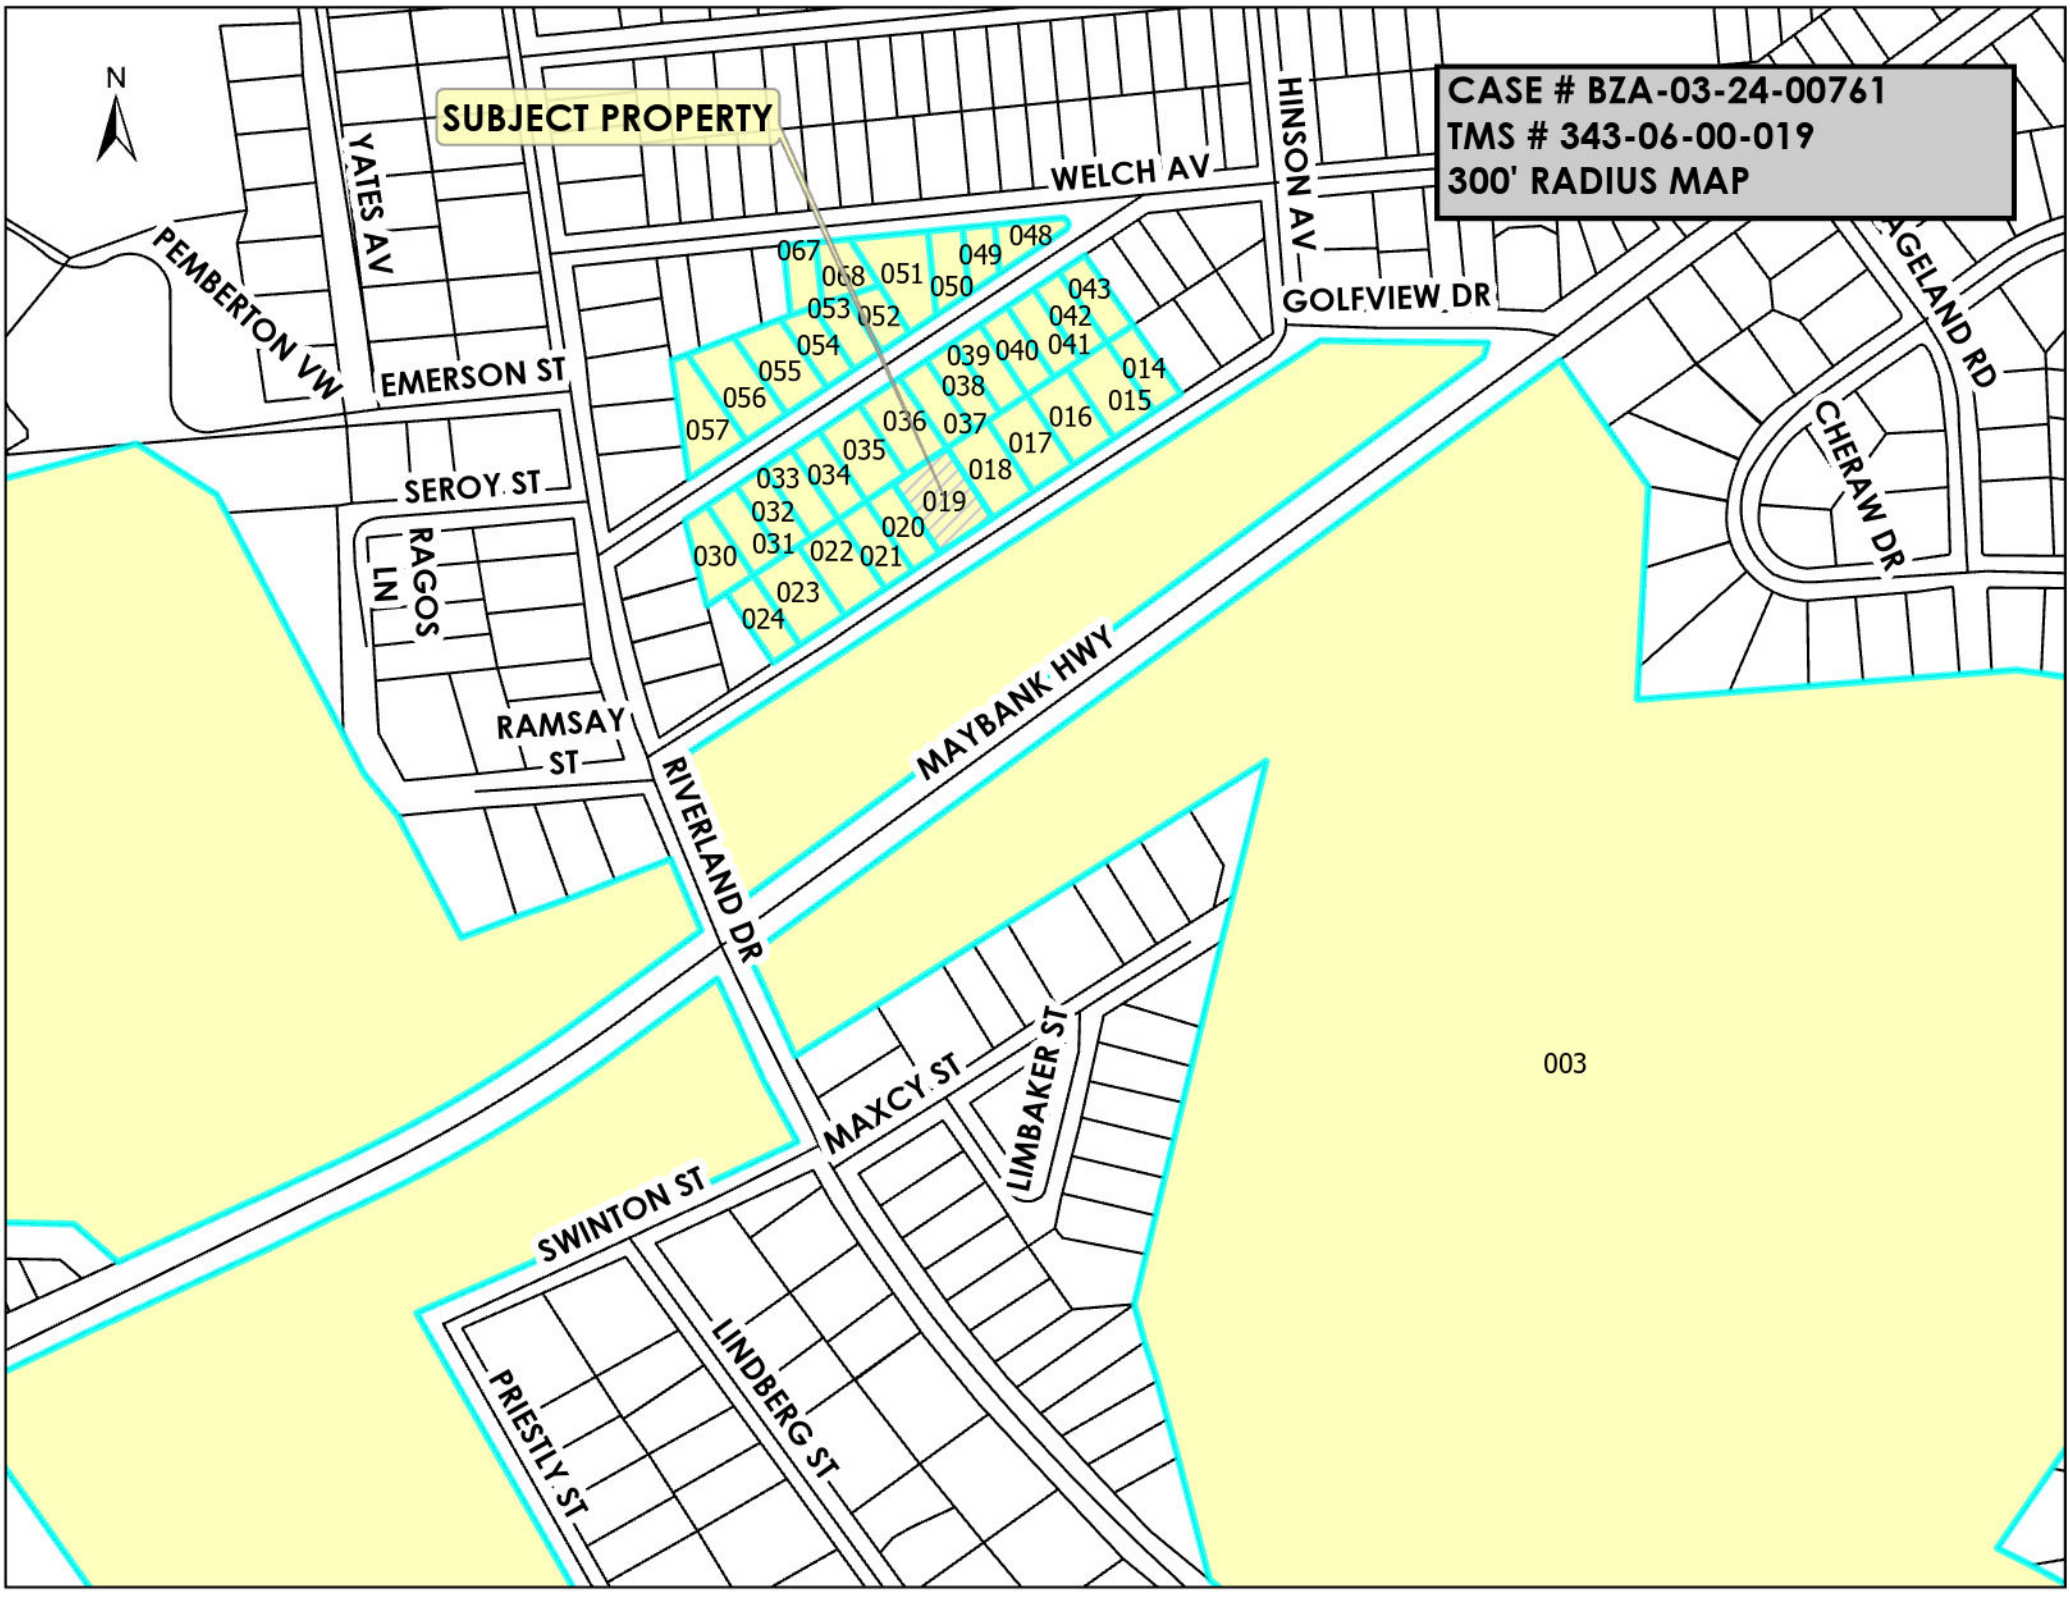 N
CASE # BZA-03-24-00761
TMS # 343-06-00-019
300' RADIUS MAP
SUBJECT PROPERTY
YATES AV
HINSON AV
WELCH AV
PEMBERTON VW
AGELAND RD
GOLFVIEW DR
EMERSON ST
CHERAW DR
SEROY ST
RAGOS
LN
RAMSAY
ST
MAYBANK HWY
RIVERLAND DR
MAXCY ST
LIMBAKER ST
SWINTON ST
LINDBERG ST
PRIESTLY ST
048
067
049
068
051
050
053
052
043
042
054
039
040
041
055
014
038
056
015
036
037
016
057
035
017
033
034
018
019
032
020
031
022
021
030
023
024
003